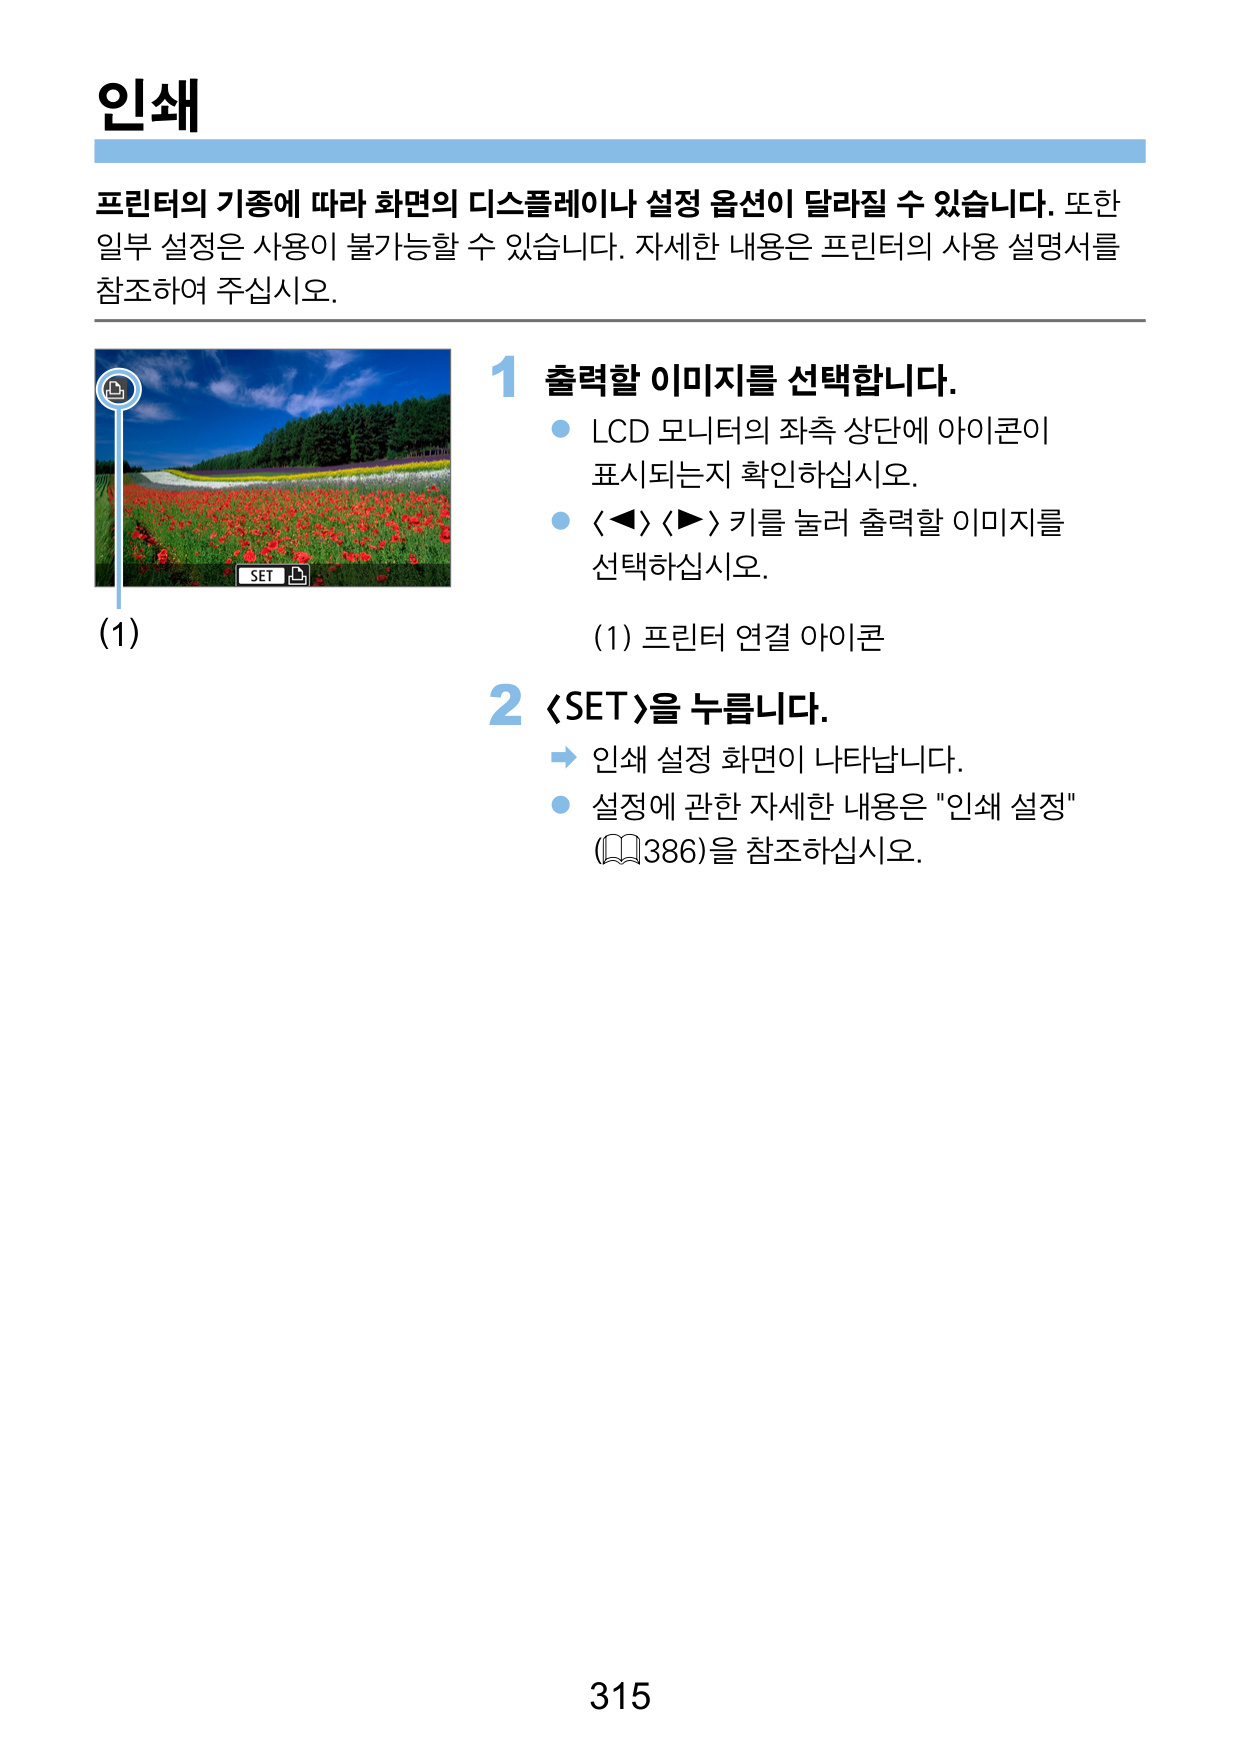 인쇄
프린터의 기종에 따라 화면의 디스플레이나 설정 옵션이 달라질 수 있습니다. 또한
일부 설정은 사용이 불가능할 수 있습니다. 자세한 내용은 프린터의 사용 설명서를
참조하여 주십시오.
SET
(1)
1 출력할 이미지를 선택합니다.
● LCD 모니터의 좌측 상단에 아이콘이
표시되는지 확인하십시오.
● 〈◀〉〈▶〉 키를 눌러 출력할 이미지를
선택하십시오.
(1) 프린터 연결 아이콘
2 〈SET〉을 누릅니다.
➡ 인쇄 설정 화면이 나타납니다.
● 설정에 관한 자세한 내용은 "인쇄 설정"
(386)을 참조하십시오.
315